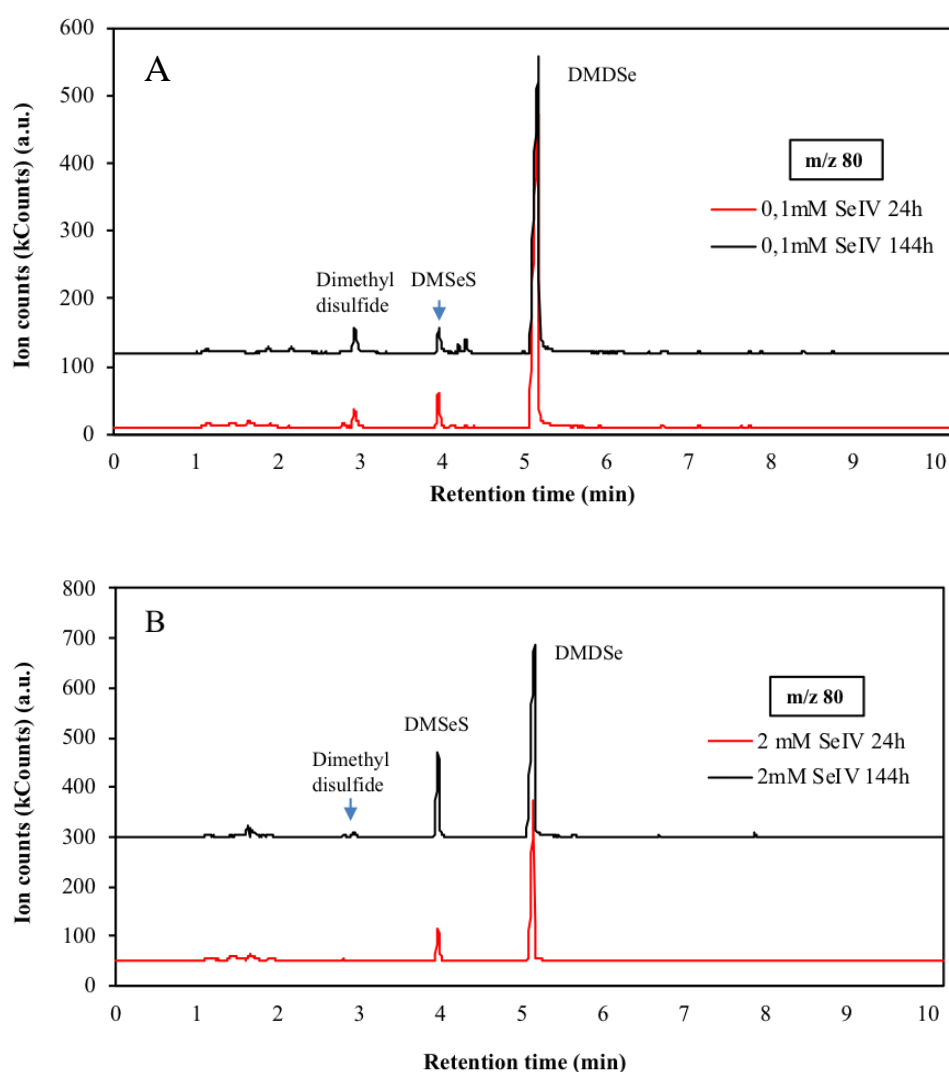 A
600
500
400
300
200
100
0
Ion counts (kCounts) (a.u.)
DMDSe
Dimethyl
disulfide
DMSeS
m/z 80
0,1mM SeIV 24h
0,1mM SeIV 144h
0 1 2 3 4 5 6 7 8 9 10
Retention time (min)
B
800
700
600
500
400
300
200
100
0
Ion counts (kCounts) (a.u.)
DMDSe
DMSeS
Dimethyl
disulfide
m/z 80
2 mM SeIV 24h
2mM SeIV 144h
0 1 2 3 4 5 6 7 8 9 10
Retention time (min)